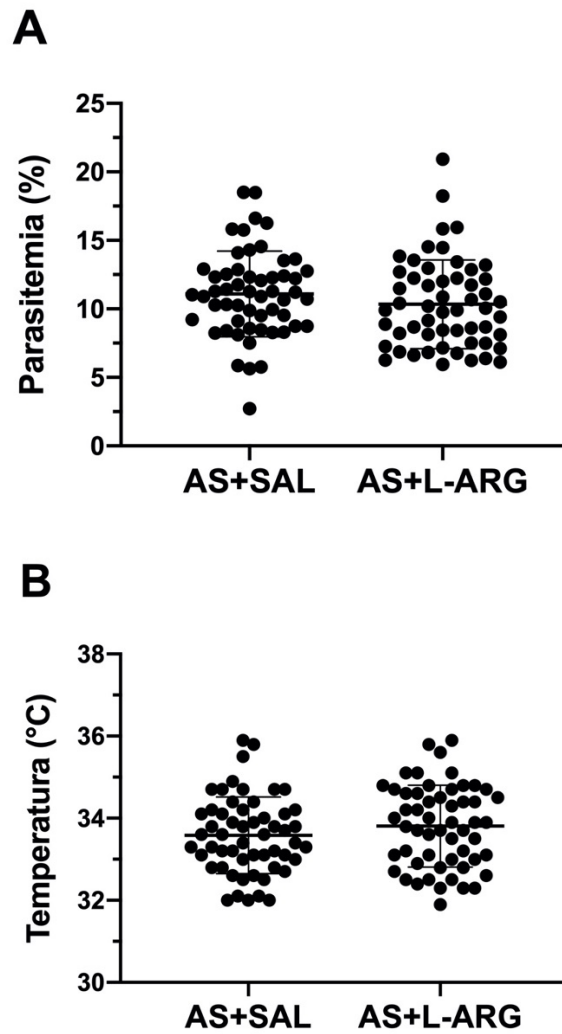 A
Parasitemia (%)
25
20
15
10
5
0
AS+SAL AS+L-ARG
B
Temperatura (°C)
38
36
34
32
30
AS+SAL AS+L-ARG